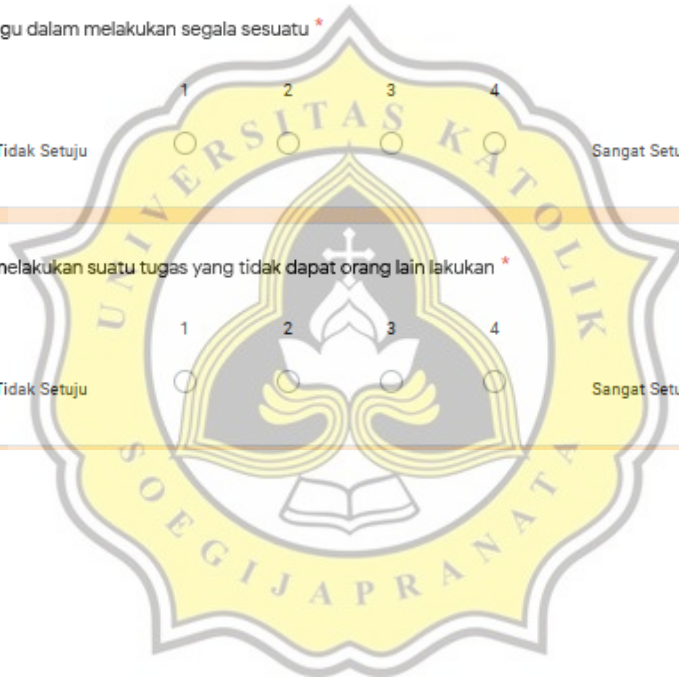 gu dalam melakukan segala sesuatu *
1 2 3 4
Tidak Setuju Sangat Setu
melakukan suatu tugas yang tidak dapat orang lain lakukan *
1 2 3 4
Tidak Setuju Sangat Setu
UNIVERSITAS KATOLIK
SOEGIJAPRANATA